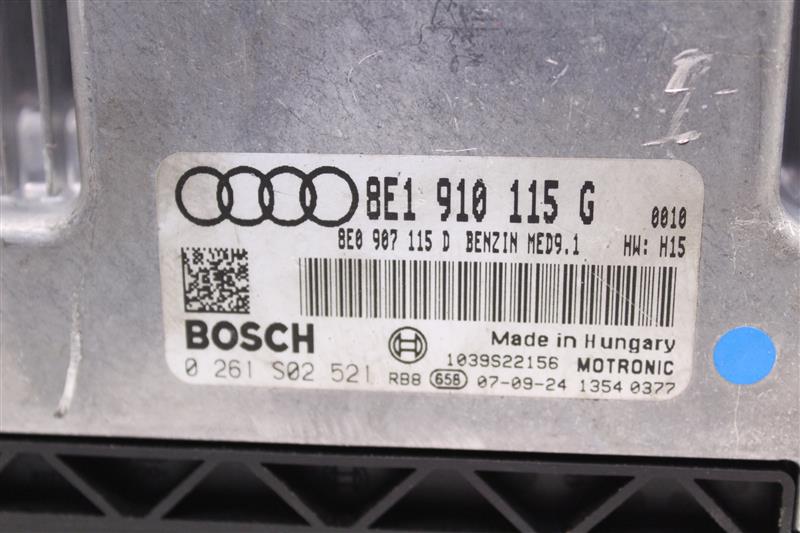 8E1 910 115 G 0010
8E0 907 115 D BENZIN MED9.1 HW: H15
BOSCH Made in Hungary
1039S22156 MOTRONIC
0 261 S02 521 RB8 658 07-09-24 1354 0377